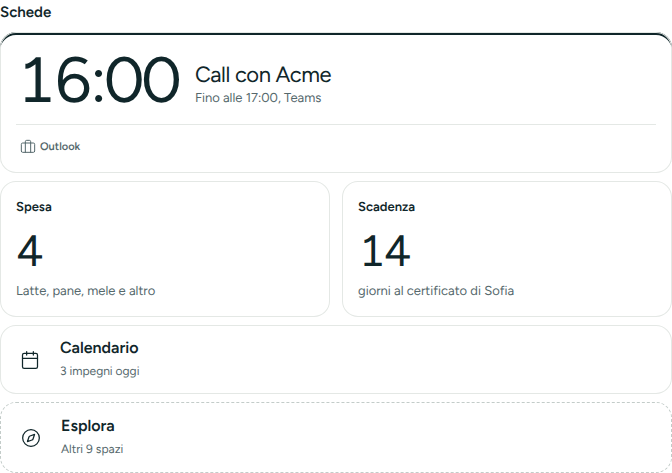 Schede
16:00
Call con Acme
Fino alle 17:00, Teams
Outlook
Spesa
4
Latte, pane, mele e altro
Scadenza
14
giorni al certificato di Sofia
Calendario
3 impegni oggi
Esplora
Altri 9 spazi